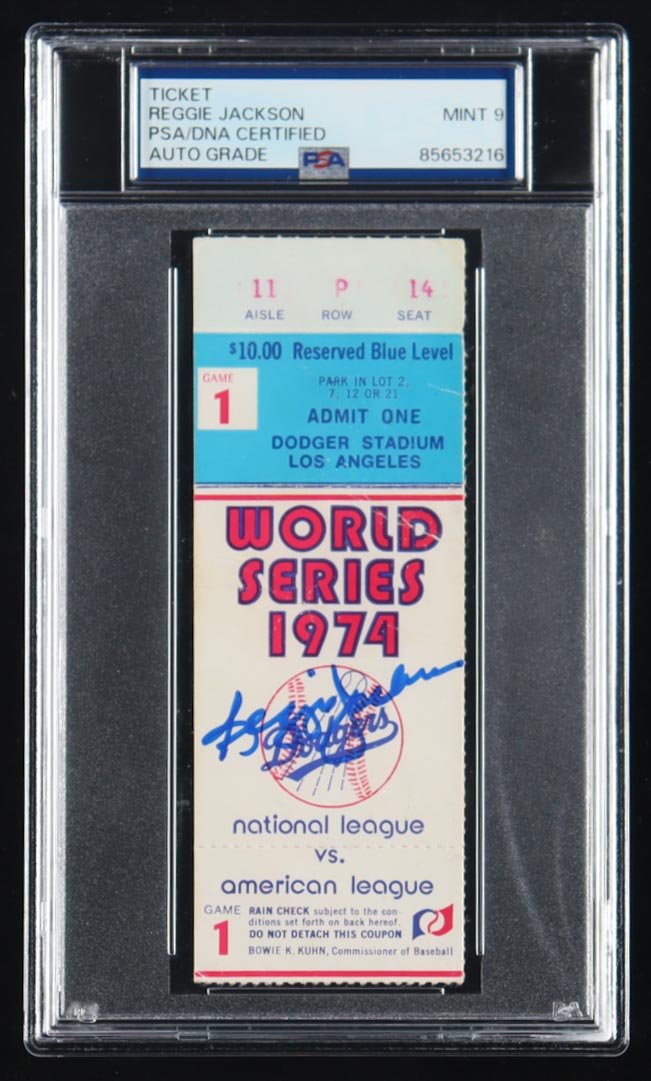 TICKET
REGGIE JACKSON MINT 9
PSA/DNA CERTIFIED
AUTO GRADE PSA 85653216
11 P 14
AISLE ROW SEAT
$10.00 Reserved Blue Level
GAME
1
PARK IN LOT 2,
7, 12 OR 21
ADMIT ONE
DODGER STADIUM
LOS ANGELES
WORLD
SERIES
1974
Reggie Jackson
Dodgers
national league
vs.
american league
GAME
1
RAIN CHECK subject to the con-
ditions set forth on back hereof.
DO NOT DETACH THIS COUPON
BOWIE K. KUHN, Commissioner of Baseball